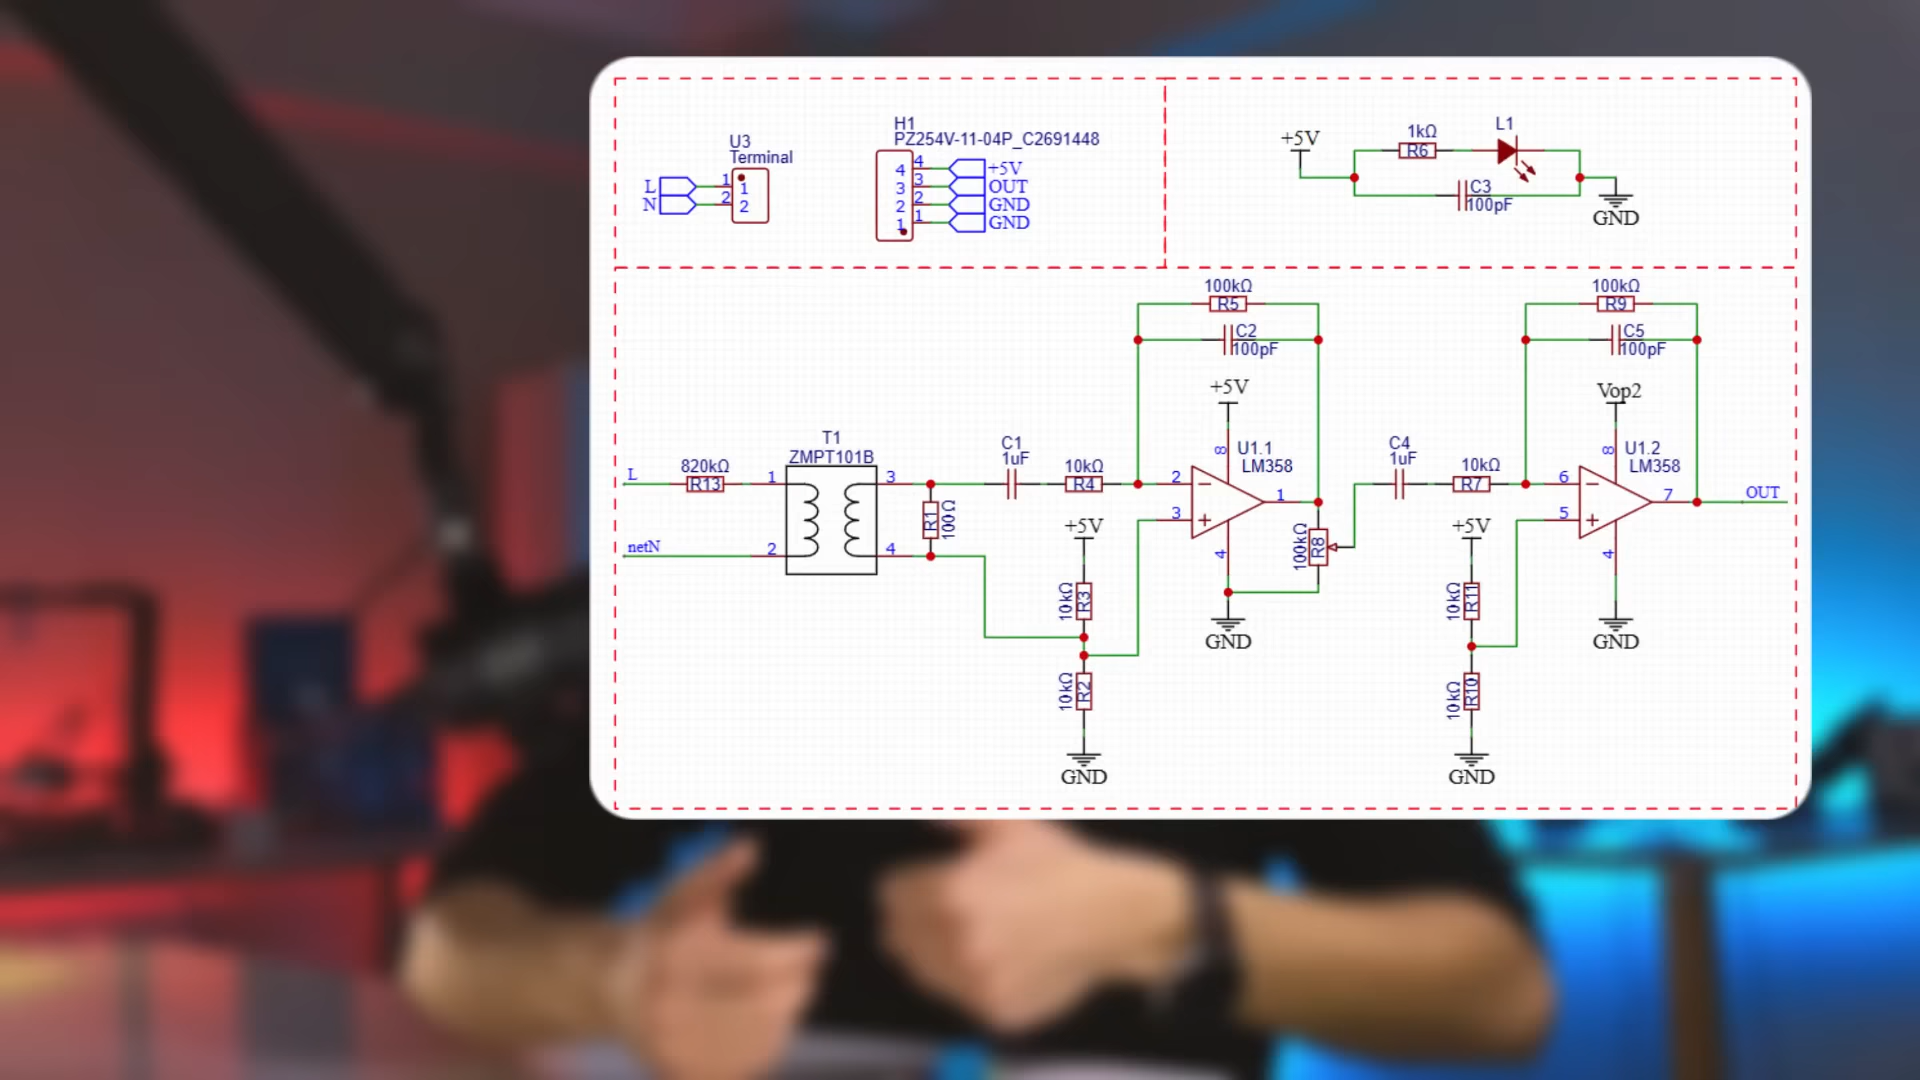 U3
Terminal
L
N
1
2
1
2
H1
PZ254V-11-04P_C2691448
4
3
2
1
4
3
2
1
+5V
OUT
GND
GND
+5V
1kΩ
R6
L1
C3
100pF
GND
100kΩ
R5
C2
100pF
100kΩ
R9
C5
100pF
+5V
Vop2
T1
ZMPT101B
L
820kΩ
R13
1
3
R1
100Ω
C1
1uF
10kΩ
R4
2
8
U1.1
LM358
1
C4
1uF
10kΩ
R7
6
8
U1.2
LM358
7
OUT
netN
2
4
+5V
3
4
100kΩ
R8
+5V
5
4
10kΩ
R3
GND
10kΩ
R11
GND
10kΩ
R2
GND
10kΩ
R10
GND